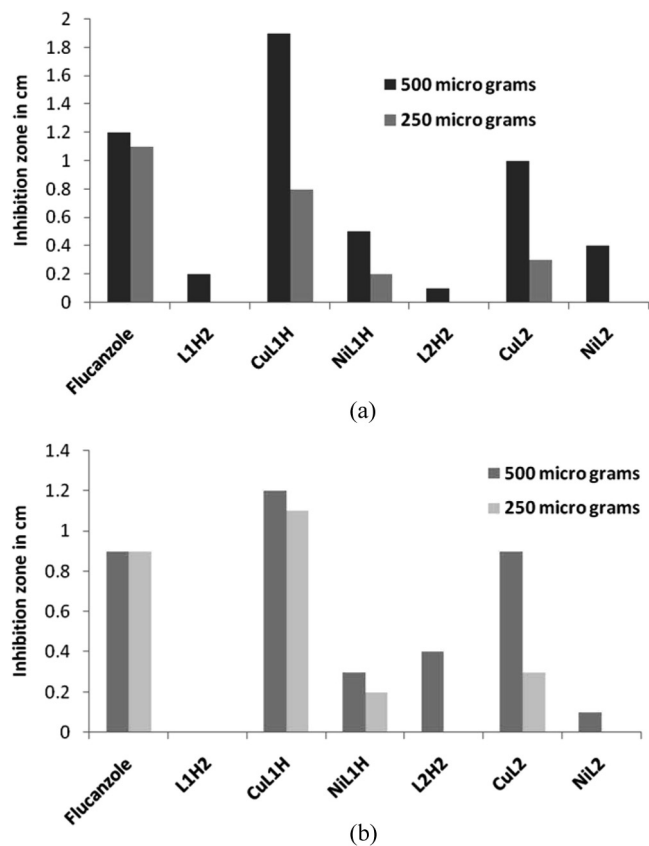 Inhibition zone in cm
2
1.8
1.6
1.4
1.2
1
0.8
0.6
0.4
0.2
0
500 micro grams
250 micro grams
Flucanzole
L1H2
CuL1H
NiL1H
L2H2
CuL2
NiL2
(a)
Inhibition zone in cm
1.4
1.2
1
0.8
0.6
0.4
0.2
0
500 micro grams
250 micro grams
Flucanzole
L1H2
CuL1H
NiL1H
L2H2
CuL2
NiL2
(b)